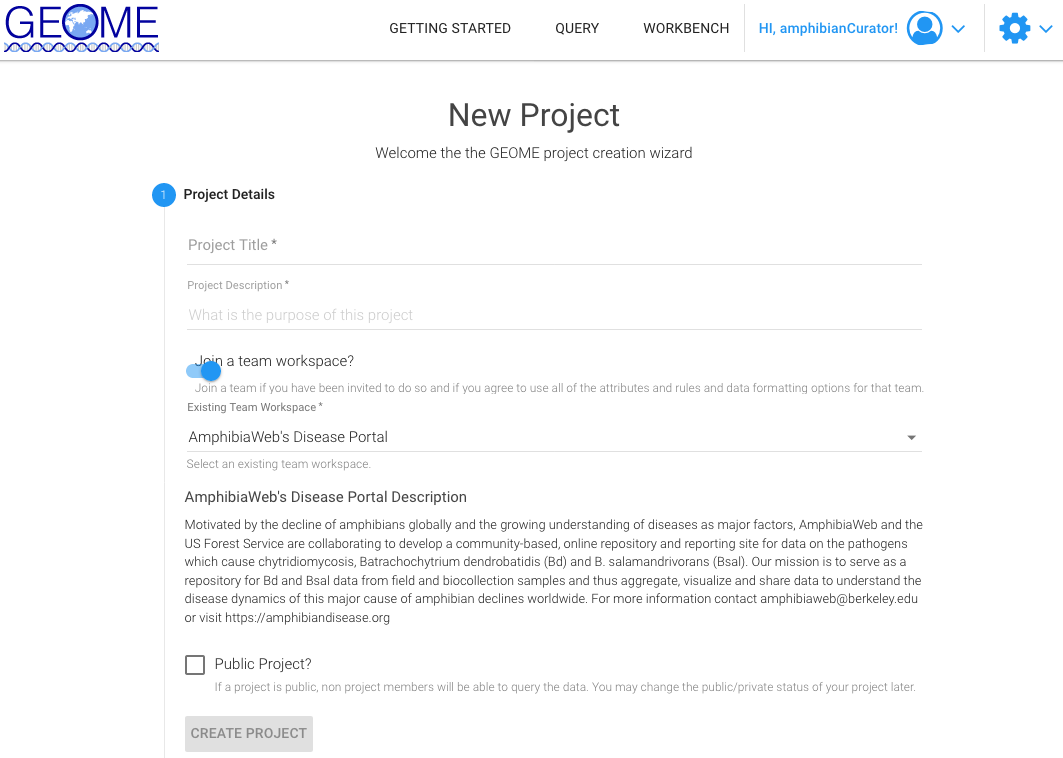 GEOME
GETTING STARTED
QUERY
WORKBENCH
HI, amphibianCurator!
New Project
Welcome the the GEOME project creation wizard
1
Project Details
Project Title *
Project Description *
What is the purpose of this project
Join a team workspace?
Join a team if you have been invited to do so and if you agree to use all of the attributes and rules and data formatting options for that team.
Existing Team Workspace *
AmphibiaWeb's Disease Portal
Select an existing team workspace.
AmphibiaWeb's Disease Portal Description
Motivated by the decline of amphibians globally and the growing understanding of diseases as major factors, AmphibiaWeb and the
US Forest Service are collaborating to develop a community-based, online repository and reporting site for data on the pathogens
which cause chytridiomycosis, Batrachochytrium dendrobatidis (Bd) and B. salamandrivorans (Bsal). Our mission is to serve as a
repository for Bd and Bsal data from field and biocollection samples and thus aggregate, visualize and share data to understand the
disease dynamics of this major cause of amphibian declines worldwide. For more information contact amphibiaweb@berkeley.edu
or visit https://amphibiandisease.org
Public Project?
If a project is public, non project members will be able to query the data. You may change the public/private status of your project later.
CREATE PROJECT